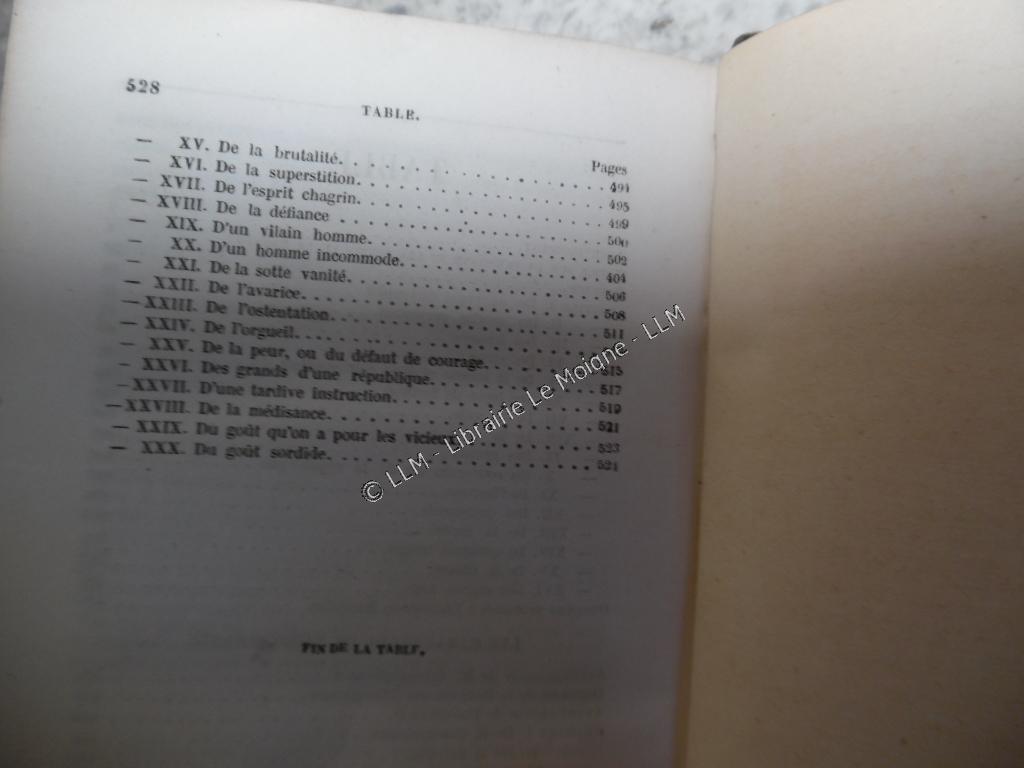 528
TABLE.
Pages
— XV. De la brutalité. . . . . . . . . . . . . . . 491
— XVI. De la superstition. . . . . . . . . . . . . . 495
— XVII. De l'esprit chagrin. . . . . . . . . . . . . . 499
— XVIII. De la défiance . . . . . . . . . . . . . . . 500
— XIX. D'un vilain homme. . . . . . . . . . . . . . 502
— XX. D'un homme incommode. . . . . . . . . . . . 404
— XXI. De la sotte vanité. . . . . . . . . . . . . . 506
— XXII. De l'avarice. . . . . . . . . . . . . . . . 508
— XXIII. De l'ostentation. . . . . . . . . . . . . . 511
— XXIV. De l'orgueil. . . . . . . . . . . . . . . .
— XXV. De la peur, ou du défaut de courage. . . . . . . 515
— XXVI. Des grands d'une république. . . . . . . . . . 517
— XXVII. D'une tardive instruction. . . . . . . . . . . 519
— XXVIII. De la médisance. . . . . . . . . . . . . . 521
— XXIX. Du goût qu'on a pour les vicieux. . . . . . . . 523
— XXX. Du goût sordide. . . . . . . . . . . . . . . 524
FIN DE LA TABLE.
© LLM - Librairie Le Moigne - LLM